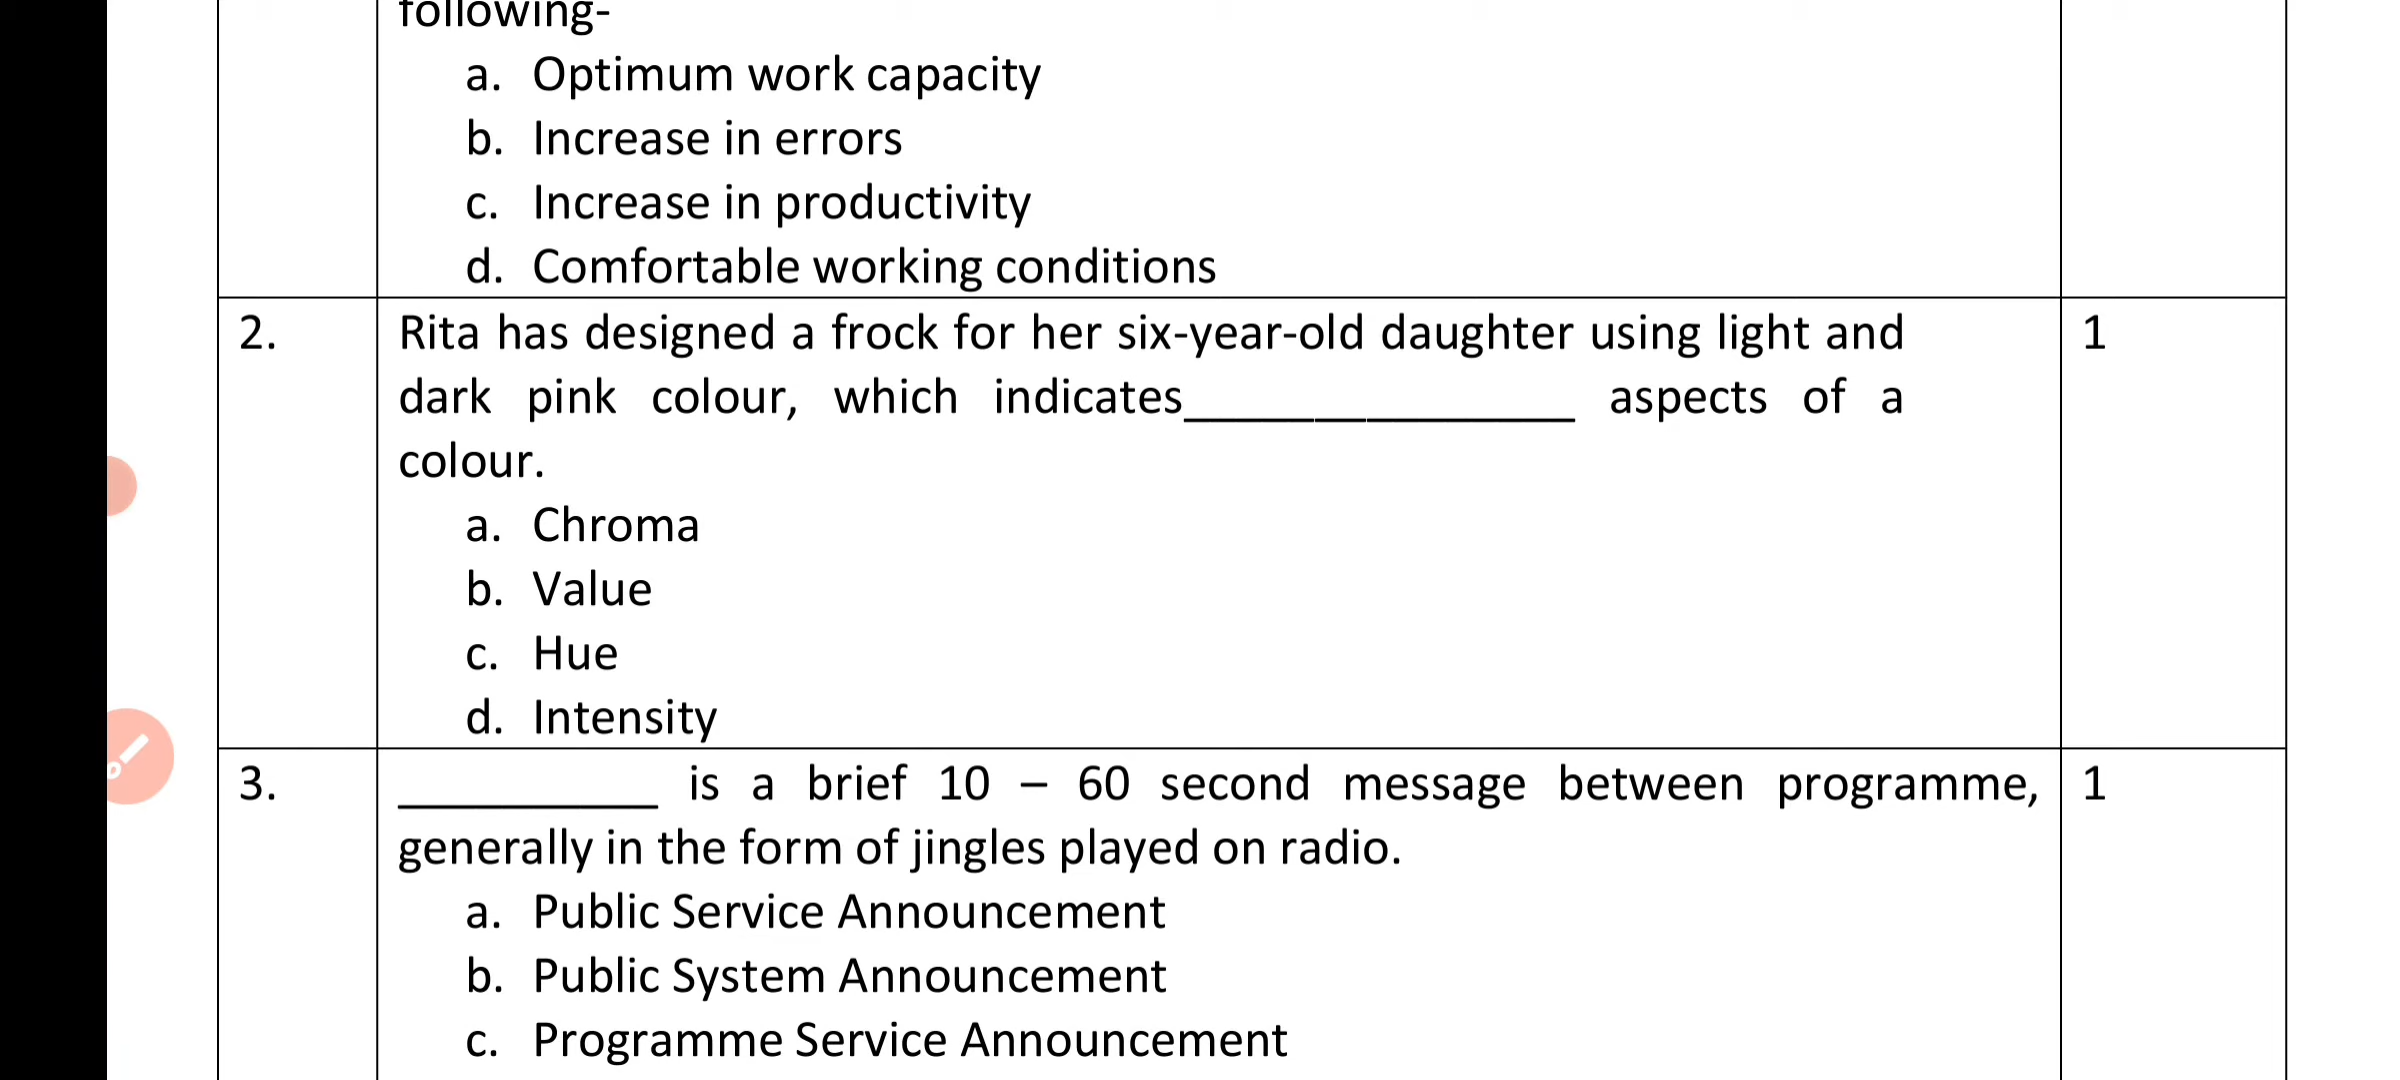 following-
a. Optimum work capacity
b. Increase in errors
c. Increase in productivity
d. Comfortable working conditions
2. Rita has designed a frock for her six-year-old daughter using light and 1
dark pink colour, which indicates_______________ aspects of a
colour.
a. Chroma
b. Value
c. Hue
d. Intensity
3. __________ is a brief 10 – 60 second message between programme, 1
generally in the form of jingles played on radio.
a. Public Service Announcement
b. Public System Announcement
c. Programme Service Announcement